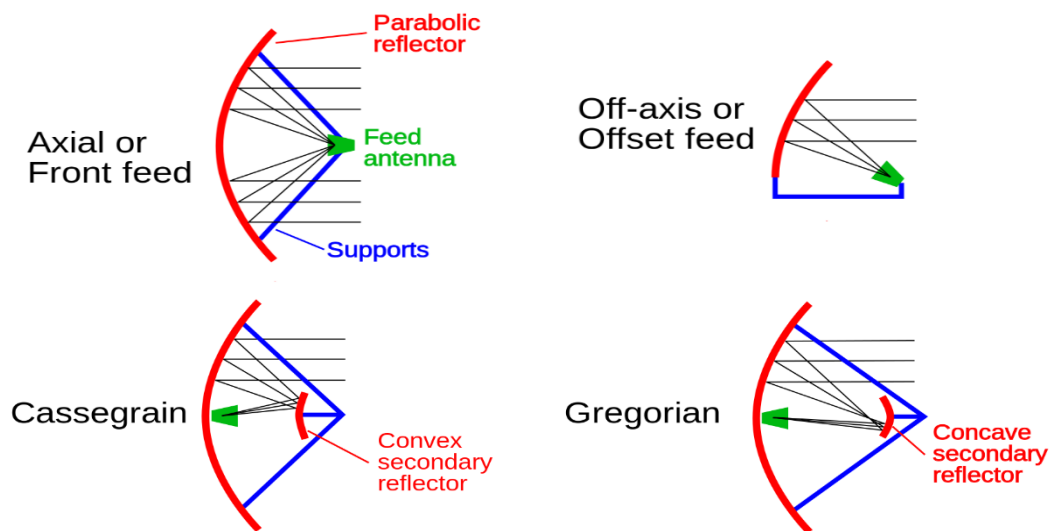 Parabolic
reflector
Axial or
Front feed
Feed
antenna
Supports
Off-axis or
Offset feed
Cassegrain
Convex
secondary
reflector
Gregorian
Concave
secondary
reflector